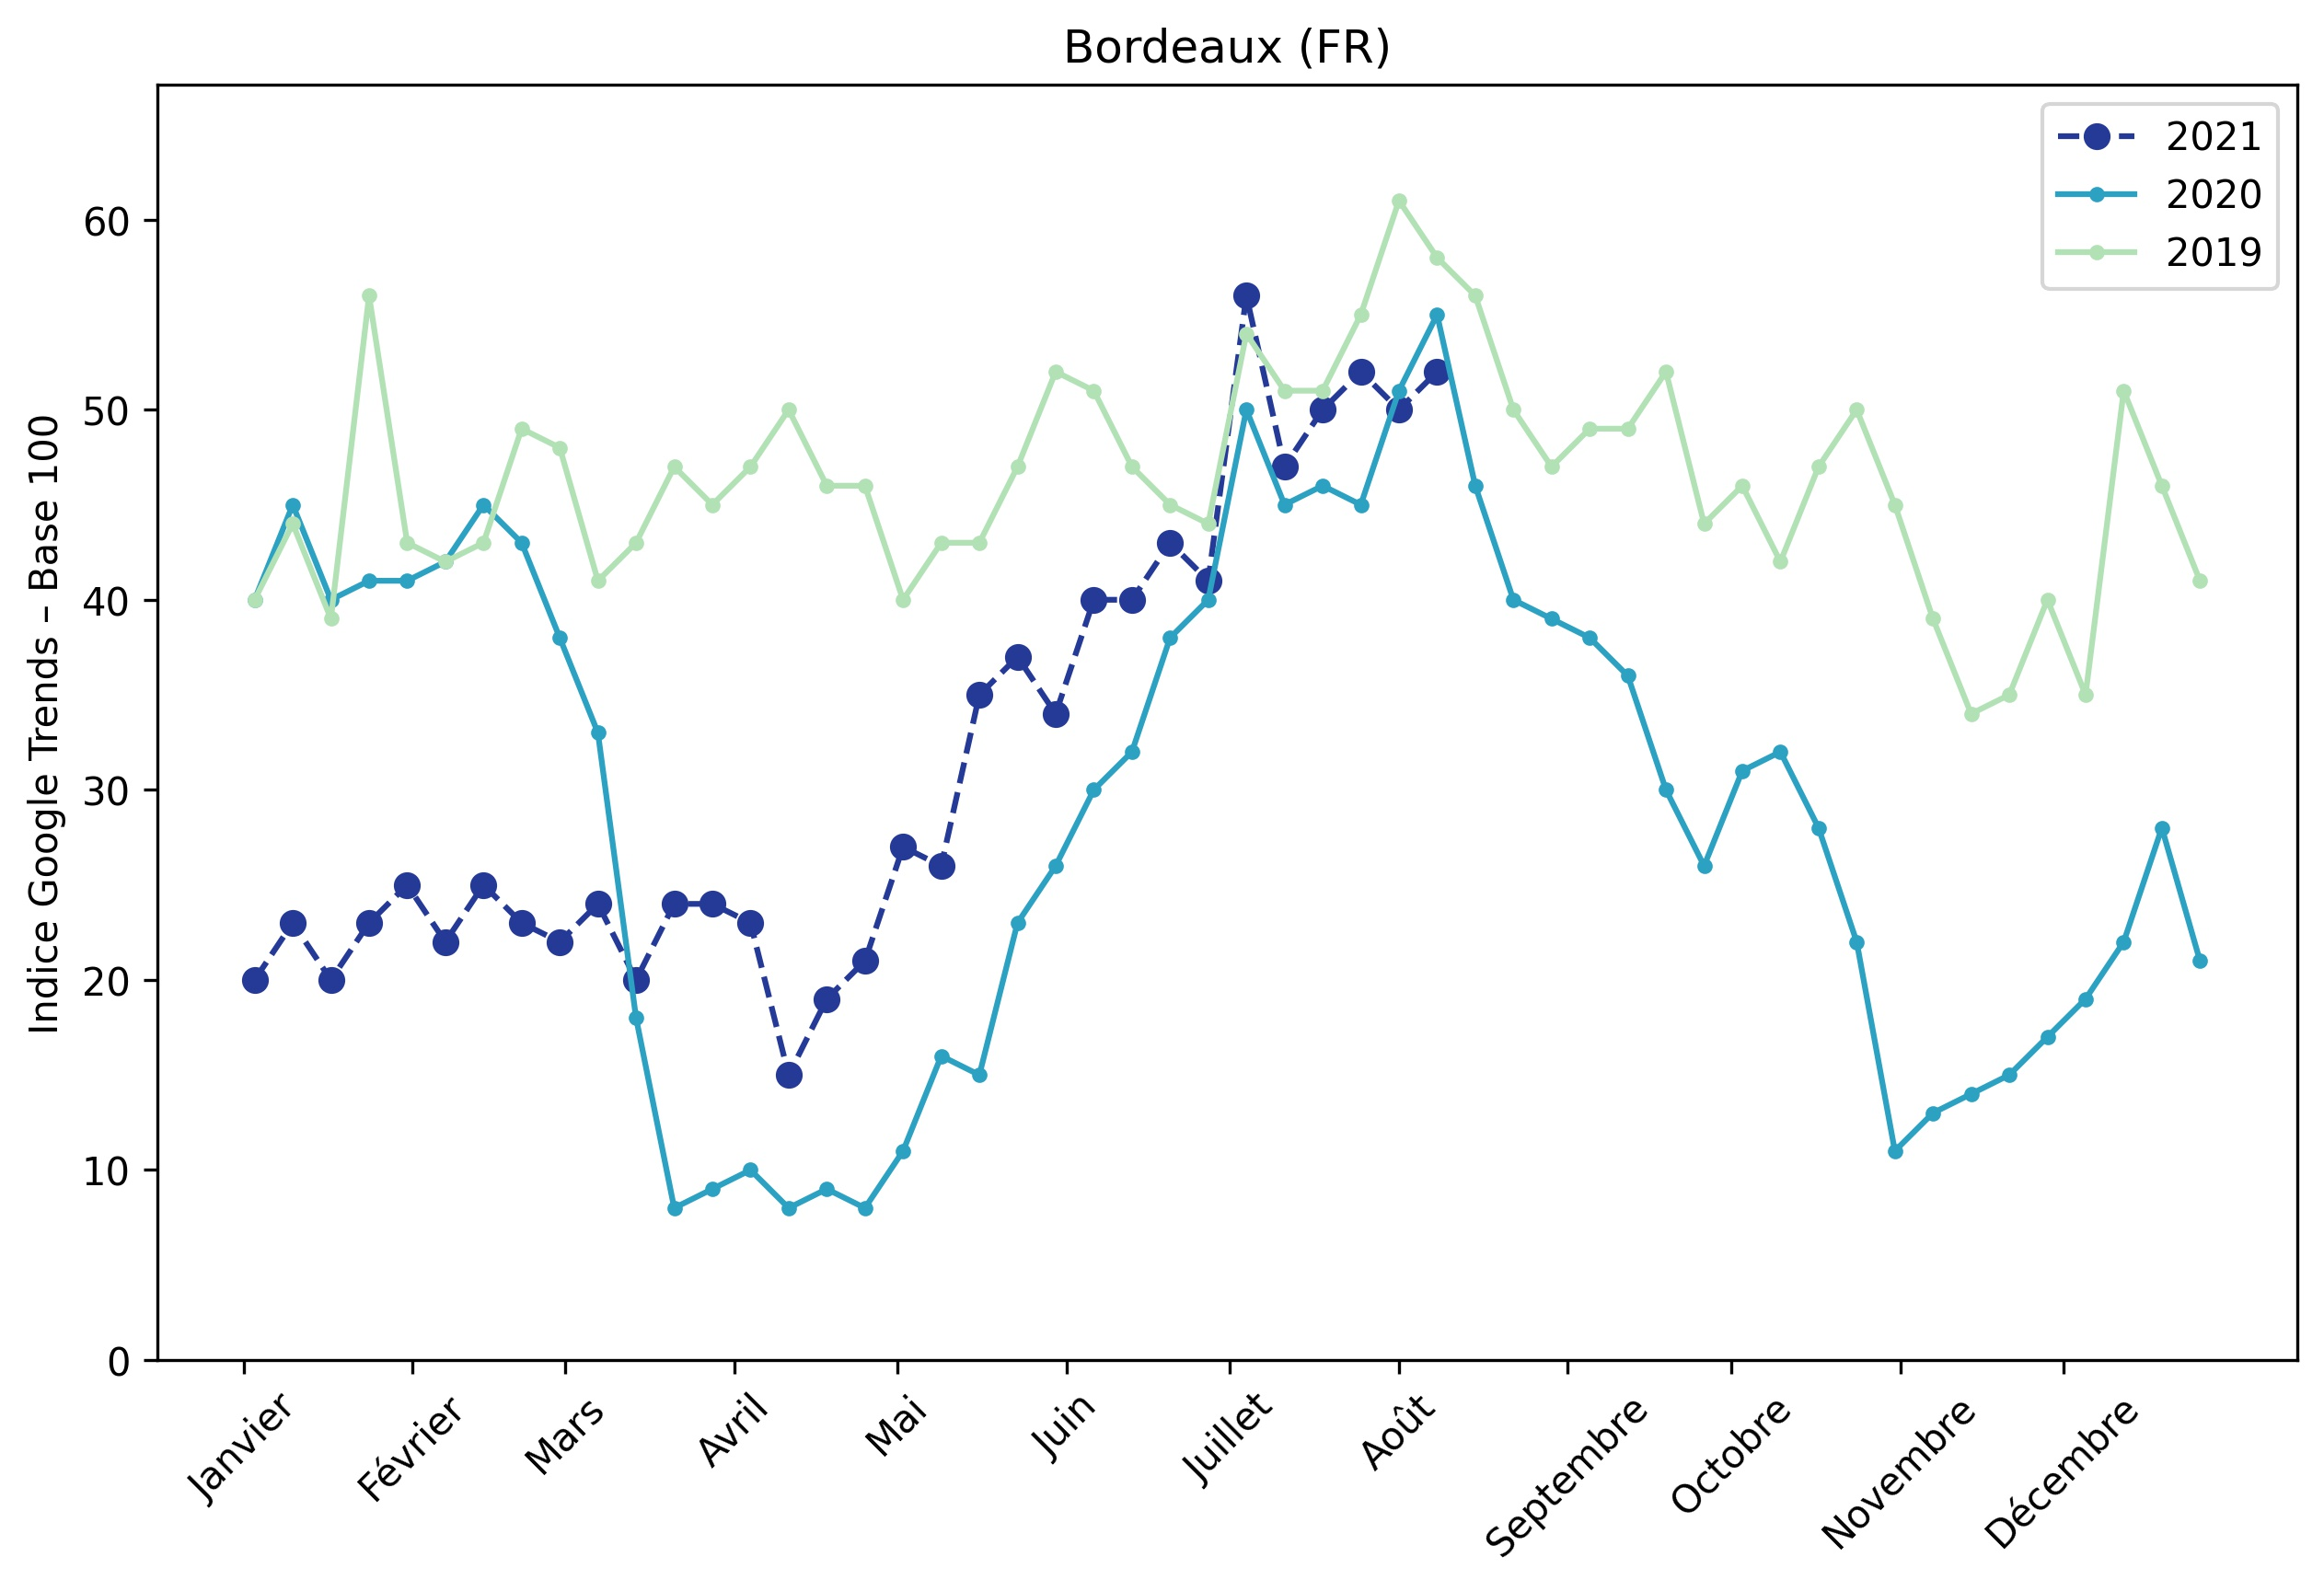 Bordeaux (FR)
2021
2020
2019
Indice Google Trends – Base 100
60
50
40
30
20
10
0
Janvier
Février
Mars
Avril
Mai
Juin
Juillet
Août
Septembre
Octobre
Novembre
Décembre